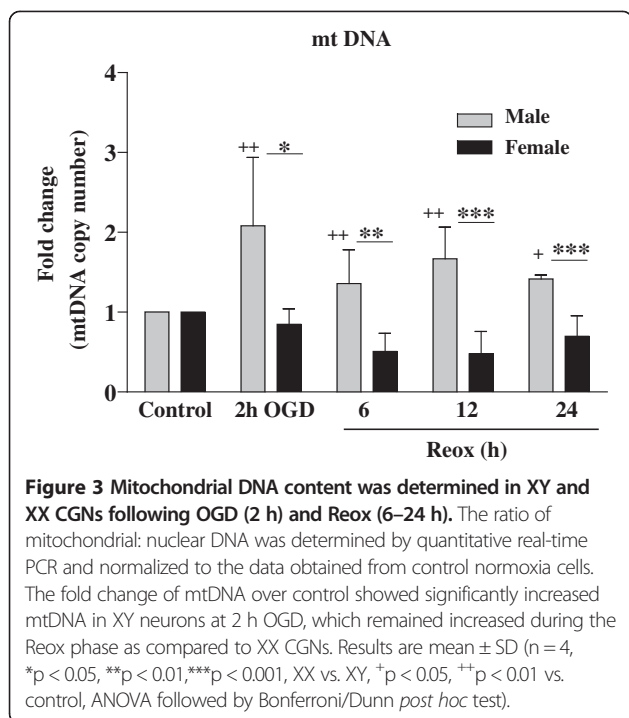 mt DNA
4
3
2
1
0
Fold change
(mtDNA copy number)
Male
Female
++ *
++ **
++ ***
+ ***
Control 2h OGD 6 12 24
Reox (h)
Figure 3 Mitochondrial DNA content was determined in XY and
XX CGNs following OGD (2 h) and Reox (6–24 h). The ratio of
mitochondrial: nuclear DNA was determined by quantitative real-time
PCR and normalized to the data obtained from control normoxia cells.
The fold change of mtDNA over control showed significantly increased
mtDNA in XY neurons at 2 h OGD, which remained increased during the
Reox phase as compared to XX CGNs. Results are mean ± SD (n = 4,
*p < 0.05, **p < 0.01,***p < 0.001, XX vs. XY, +p < 0.05, ++p < 0.01 vs.
control, ANOVA followed by Bonferroni/Dunn post hoc test).